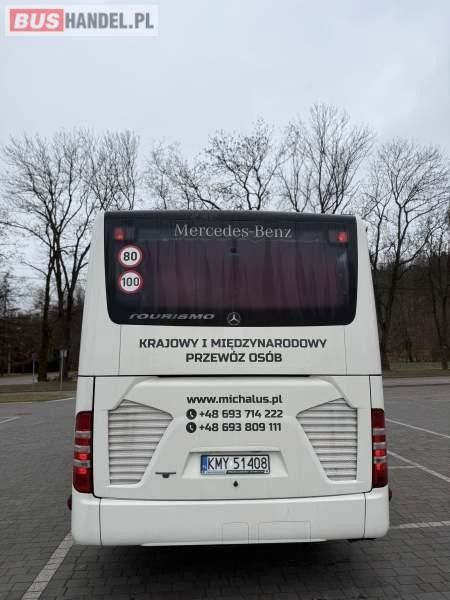 BUSHANDEL.PL
Mercedes-Benz
80
100
TOURISMO
KRAJOWY I MIĘDZYNARODOWY
PRZEWÓZ OSÓB
www.michalus.pl
+48 693 714 222
+48 693 809 111
KMY 51408